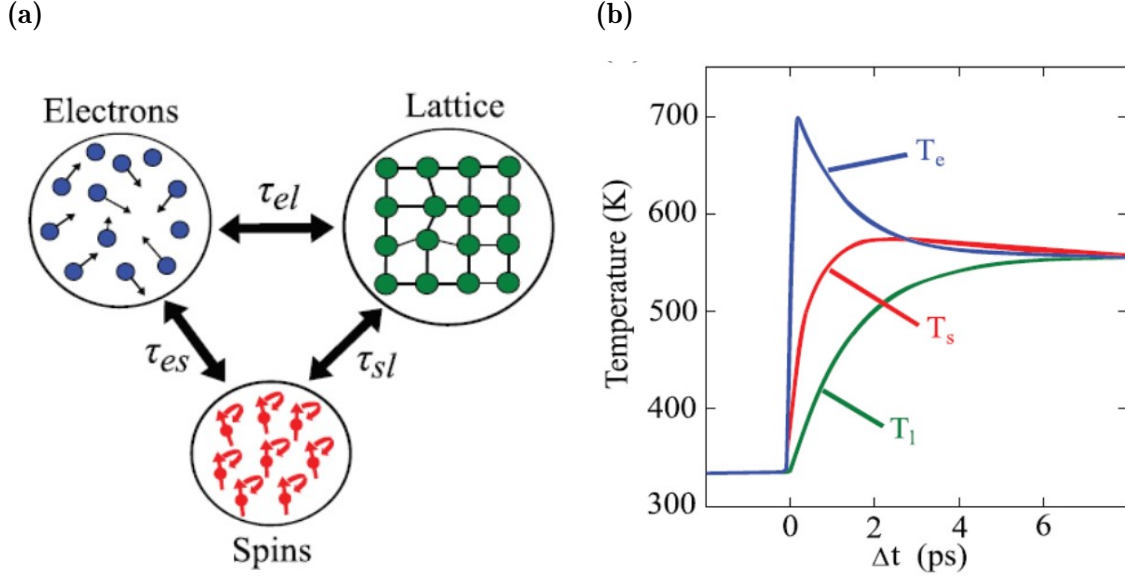 (a)
Electrons
Lattice
τel
τes
τsl
Spins
(b)
700
600
500
400
300
Temperature (K)
Te
Ts
Tl
0 2 4 6
Δt (ps)